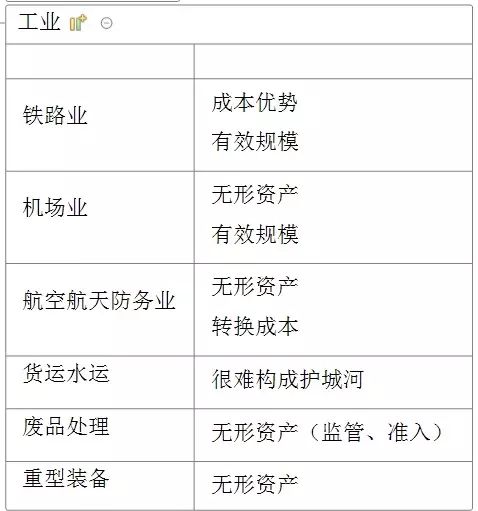 工业
铁路业
成本优势
有效规模
机场业
无形资产
有效规模
航空航天防务业
无形资产
转换成本
货运水运
很难构成护城河
废品处理
无形资产（监管、准入）
重型装备
无形资产